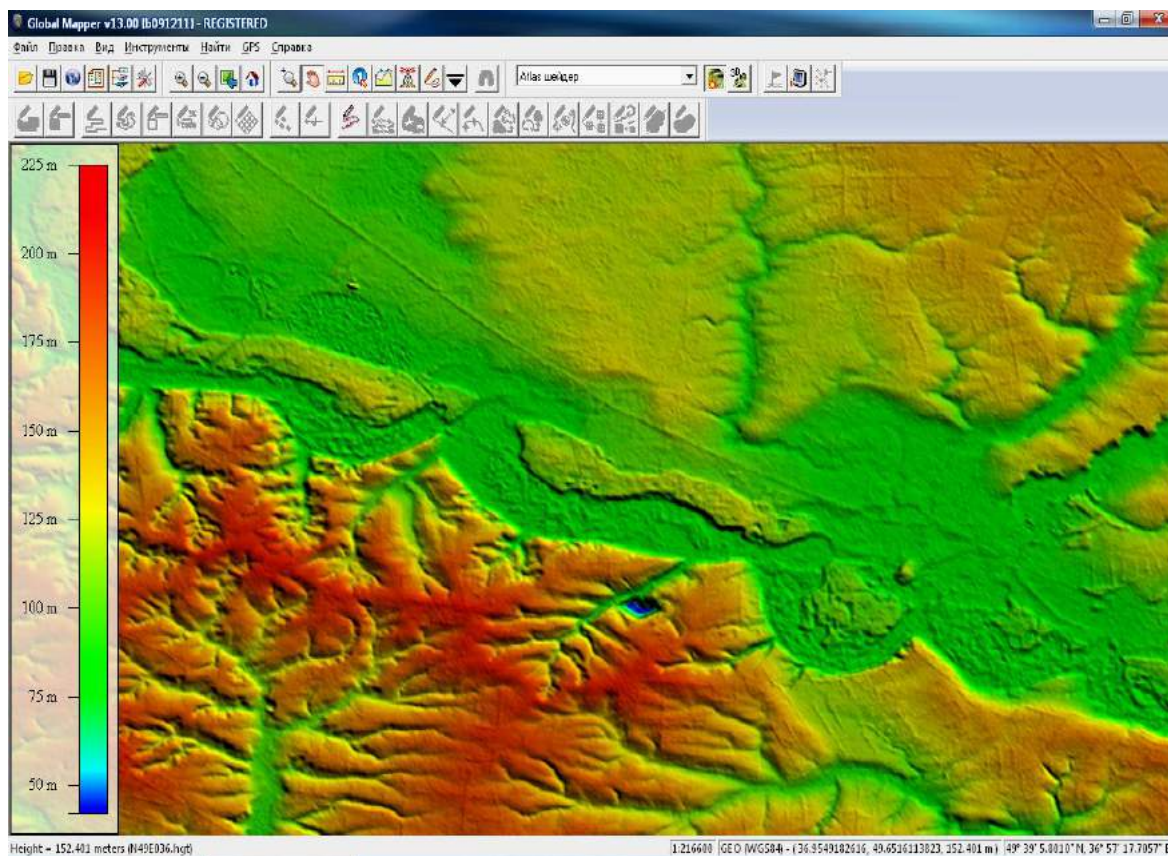 Global Mapper v13.00 [b091211] - REGISTERED
Файл Правка Вид Инструменты Найти GPS Справка
Atlas шейдер
3D
225 m
200 m
175 m
150 m
125 m
100 m
75 m
50 m
Height = 152.401 meters (N49E036.hgt)
1:216600 GEO (WGS84) - ( 36.9549182616, 49.6516113823, 152.401 m ) 49° 39' 5.8010" N, 36° 57' 17.7057" E